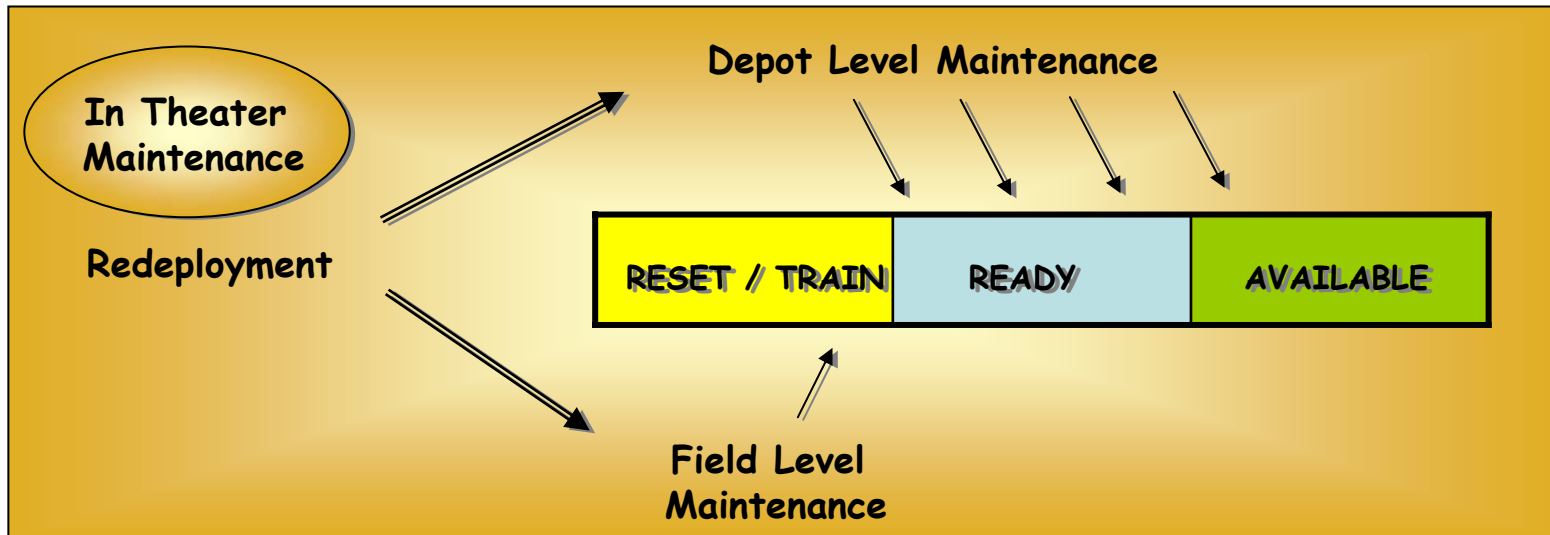 In Theater
Maintenance
Redeployment
Depot Level Maintenance
RESET / TRAIN
READY
AVAILABLE
Field Level
Maintenance